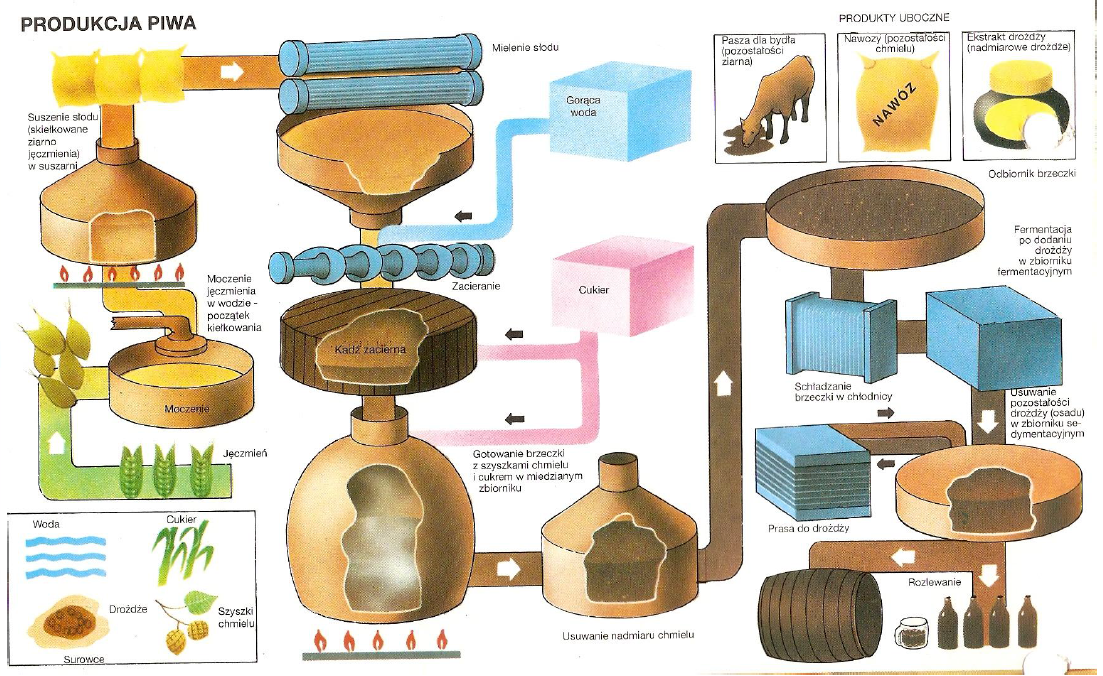 PRODUKCJA PIWA
Mielenie słodu
Suszenie słodu
(skiełkowane
ziarno
jęczmienia)
w suszarni
Gorąca
woda
Moczenie
jęczmienia
w wodzie -
początek
kiełkowania
Moczenie
Jęczmień
Zacieranie
Kadź zacierna
Cukier
Gotowanie brzeczki
z szyszkami chmielu
i cukrem w miedzianym
zbiorniku
Usuwanie nadmiaru chmielu
Woda
Cukier
Drożdże
Szyszki
chmielu
Surowce
PRODUKTY UBOCZNE
Pasza dla bydła
(pozostałości
ziarna)
Nawozy (pozostałości
chmielu)
NAWÓZ
Ekstrakt drożdży
(nadmiarowe drożdże)
Odbiornik brzeczki
Fermentacja
po dodaniu
drożdży
w zbiorniku
fermentacyjnym
Schładzanie
brzeczki w chłodnicy
Usuwanie
pozostałości
drożdży (osadu)
w zbiorniku se-
dymentacyjnym
Prasa do drożdży
Rozlewanie